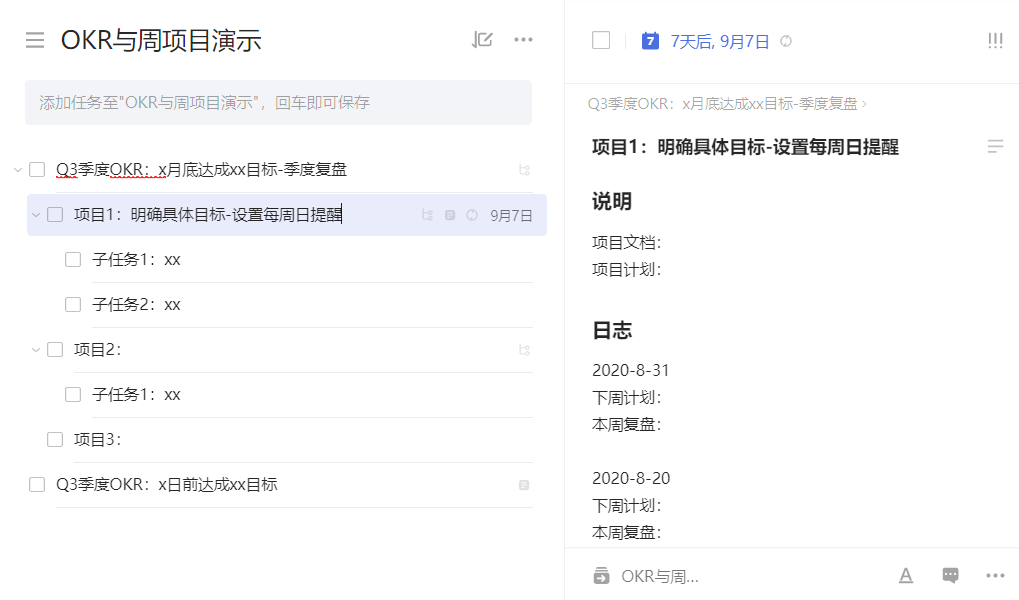 OKR与周项目演示
添加任务至"OKR与周项目演示"，回车即可保存
Q3季度OKR：x月底达成xx目标-季度复盘
项目1：明确具体目标-设置每周日提醒
9月7日
子任务1：xx
子任务2：xx
项目2：
子任务1：xx
项目3：
Q3季度OKR：x日前达成xx目标
7
7天后, 9月7日
Q3季度OKR：x月底达成xx目标-季度复盘 ›
项目1：明确具体目标-设置每周日提醒
说明
项目文档：
项目计划：
日志
2020-8-31
下周计划：
本周复盘：
2020-8-20
下周计划：
本周复盘：
OKR与周...
A